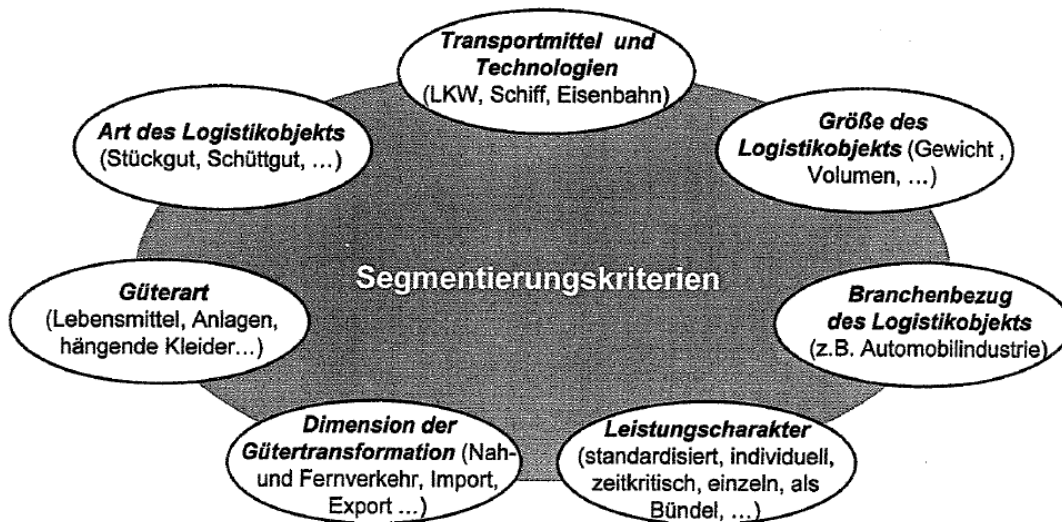 Transportmittel und
Technologien
(LKW, Schiff, Eisenbahn)
Art des Logistikobjekts
(Stückgut, Schüttgut, ...)
Größe des
Logistikobjekts (Gewicht ,
Volumen, ...)
Segmentierungskriterien
Güterart
(Lebensmittel, Anlagen,
hängende Kleider...)
Branchenbezug
des Logistikobjekts
(z.B. Automobilindustrie)
Dimension der
Gütertransformation (Nah-
und Fernverkehr, Import,
Export ...)
Leistungscharakter
(standardisiert, individuell,
zeitkritisch, einzeln, als
Bündel, ...)